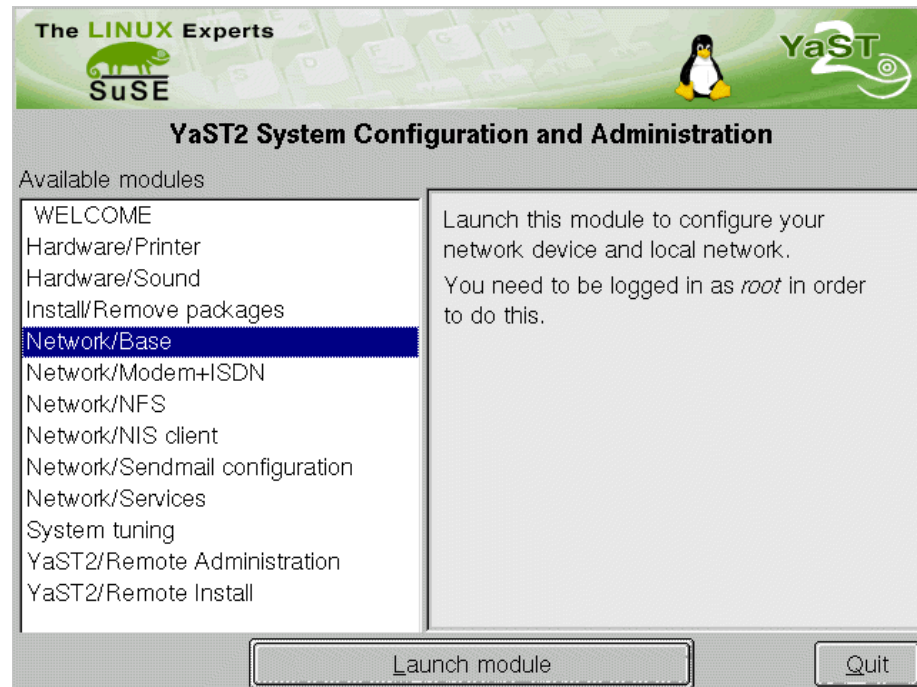 The LINUX Experts
SuSE
YaST
YaST2 System Configuration and Administration
Available modules
WELCOME
Hardware/Printer
Hardware/Sound
Install/Remove packages
Network/Base
Network/Modem+ISDN
Network/NFS
Network/NIS client
Network/Sendmail configuration
Network/Services
System tuning
YaST2/Remote Administration
YaST2/Remote Install
Launch this module to configure your
network device and local network.
You need to be logged in as root in order
to do this.
Launch module
Quit